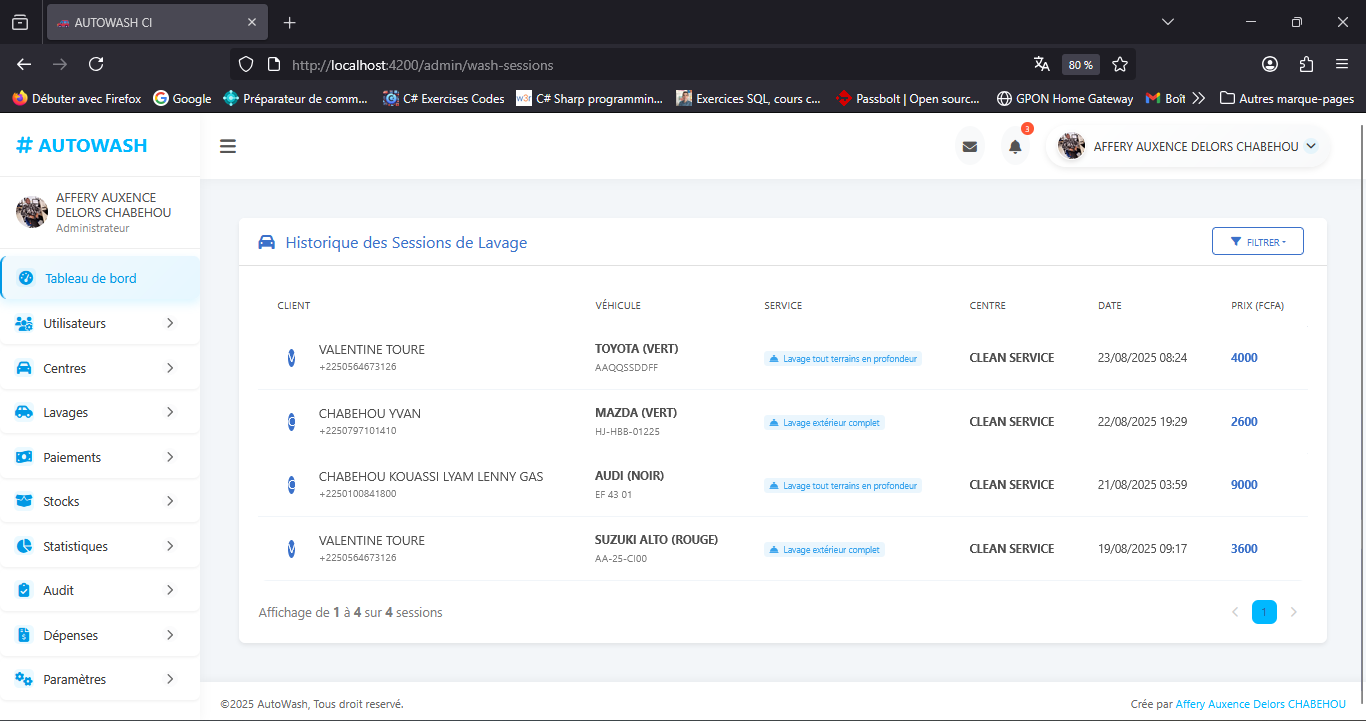 AUTOWASH CI
http://localhost:4200/admin/wash-sessions
80 %
Débuter avec Firefox
Google
Préparateur de comm...
C# Exercises Codes
w3r
C# Sharp programmin...
Exercices SQL, cours c...
Passbolt | Open sourc...
GPON Home Gateway
Boît
Autres marque-pages
# AUTOWASH
3
AFFERY AUXENCE DELORS CHABEHOU
AFFERY AUXENCE
DELORS CHABEHOU
Administrateur
Tableau de bord
Utilisateurs
Centres
Lavages
Paiements
Stocks
Statistiques
Audit
Dépenses
Paramètres
Historique des Sessions de Lavage
FILTRER
CLIENT VÉHICULE SERVICE CENTRE DATE PRIX (FCFA)
V VALENTINE TOURE TOYOTA (VERT) Lavage tout terrains en profondeur CLEAN SERVICE 23/08/2025 08:24 4000
+2250564673126 AAQQSSDDFF
C CHABEHOU YVAN MAZDA (VERT) Lavage extérieur complet CLEAN SERVICE 22/08/2025 19:29 2600
+2250797101410 HJ-HBB-01225
C CHABEHOU KOUASSI LYAM LENNY GAS AUDI (NOIR) Lavage tout terrains en profondeur CLEAN SERVICE 21/08/2025 03:59 9000
+2250100841800 EF 43 01
V VALENTINE TOURE SUZUKI ALTO (ROUGE) Lavage extérieur complet CLEAN SERVICE 19/08/2025 09:17 3600
+2250564673126 AA-25-CI00
Affichage de 1 à 4 sur 4 sessions
1
©2025 AutoWash, Tous droit reservé.
Crée par Affery Auxence Delors CHABEHOU